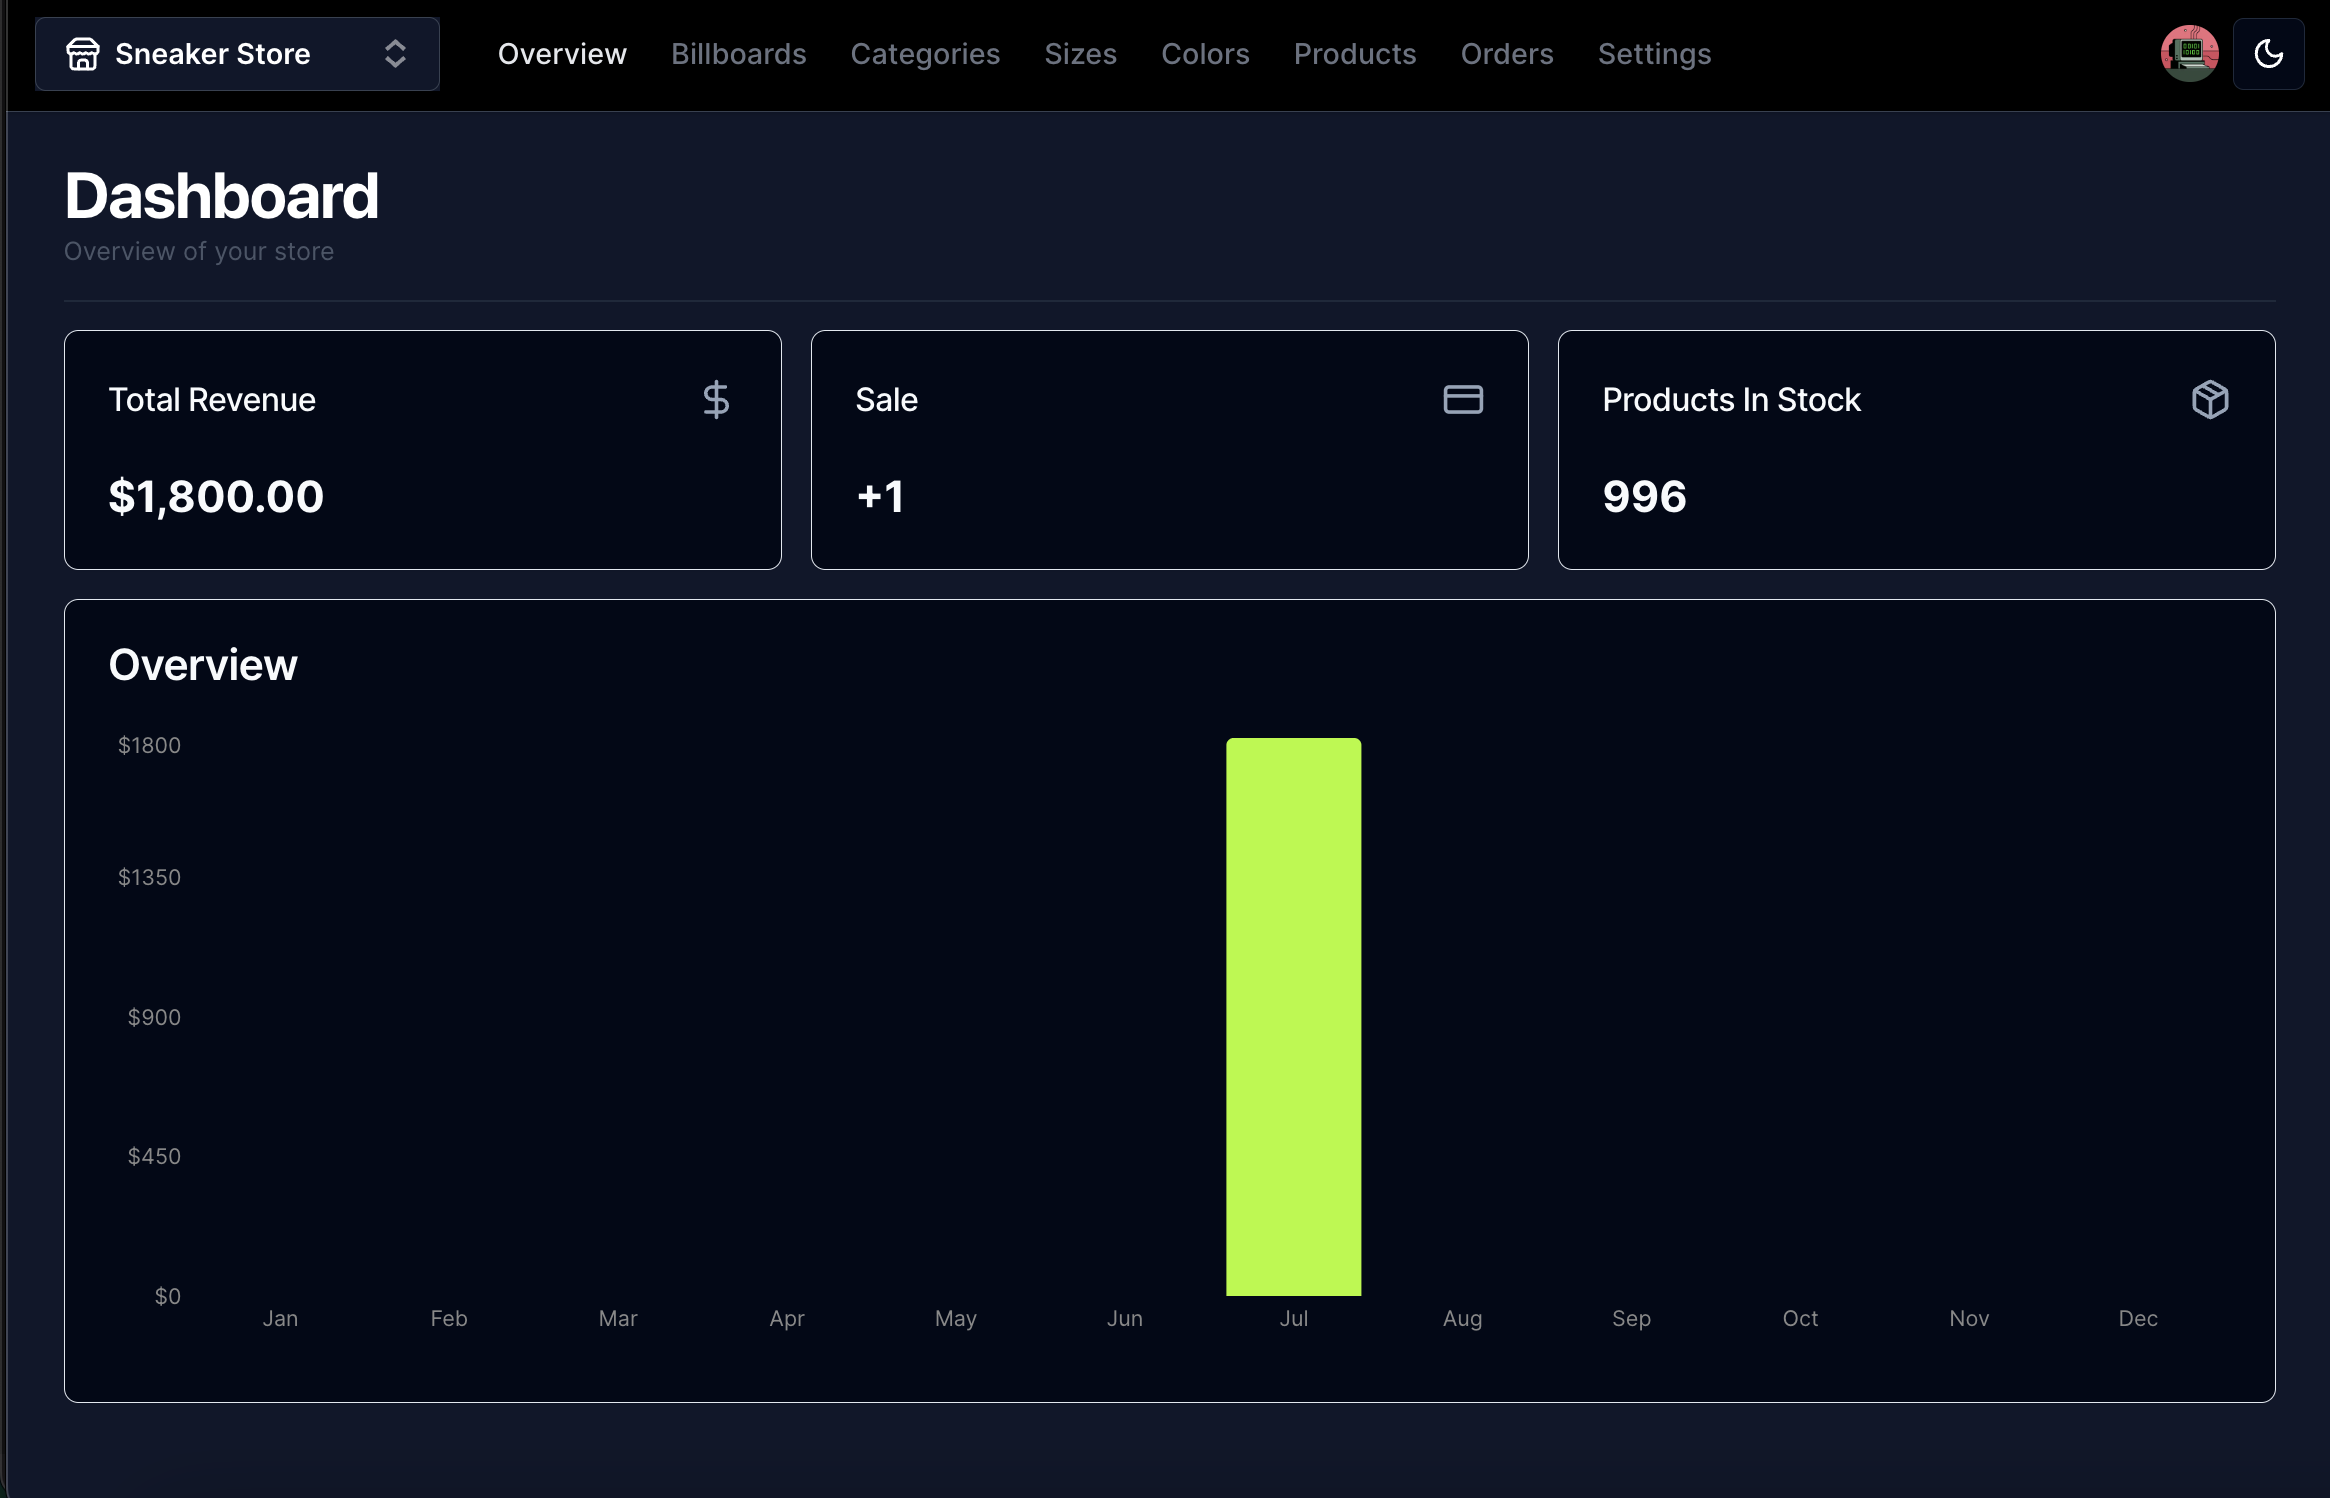 Sneaker Store
Overview Billboards Categories Sizes Colors Products Orders Settings
Dashboard
Overview of your store
Total Revenue
$1,800.00
Sale
+1
Products In Stock
996
Overview
$1800
$1350
$900
$450
$0
Jan Feb Mar Apr May Jun Jul Aug Sep Oct Nov Dec